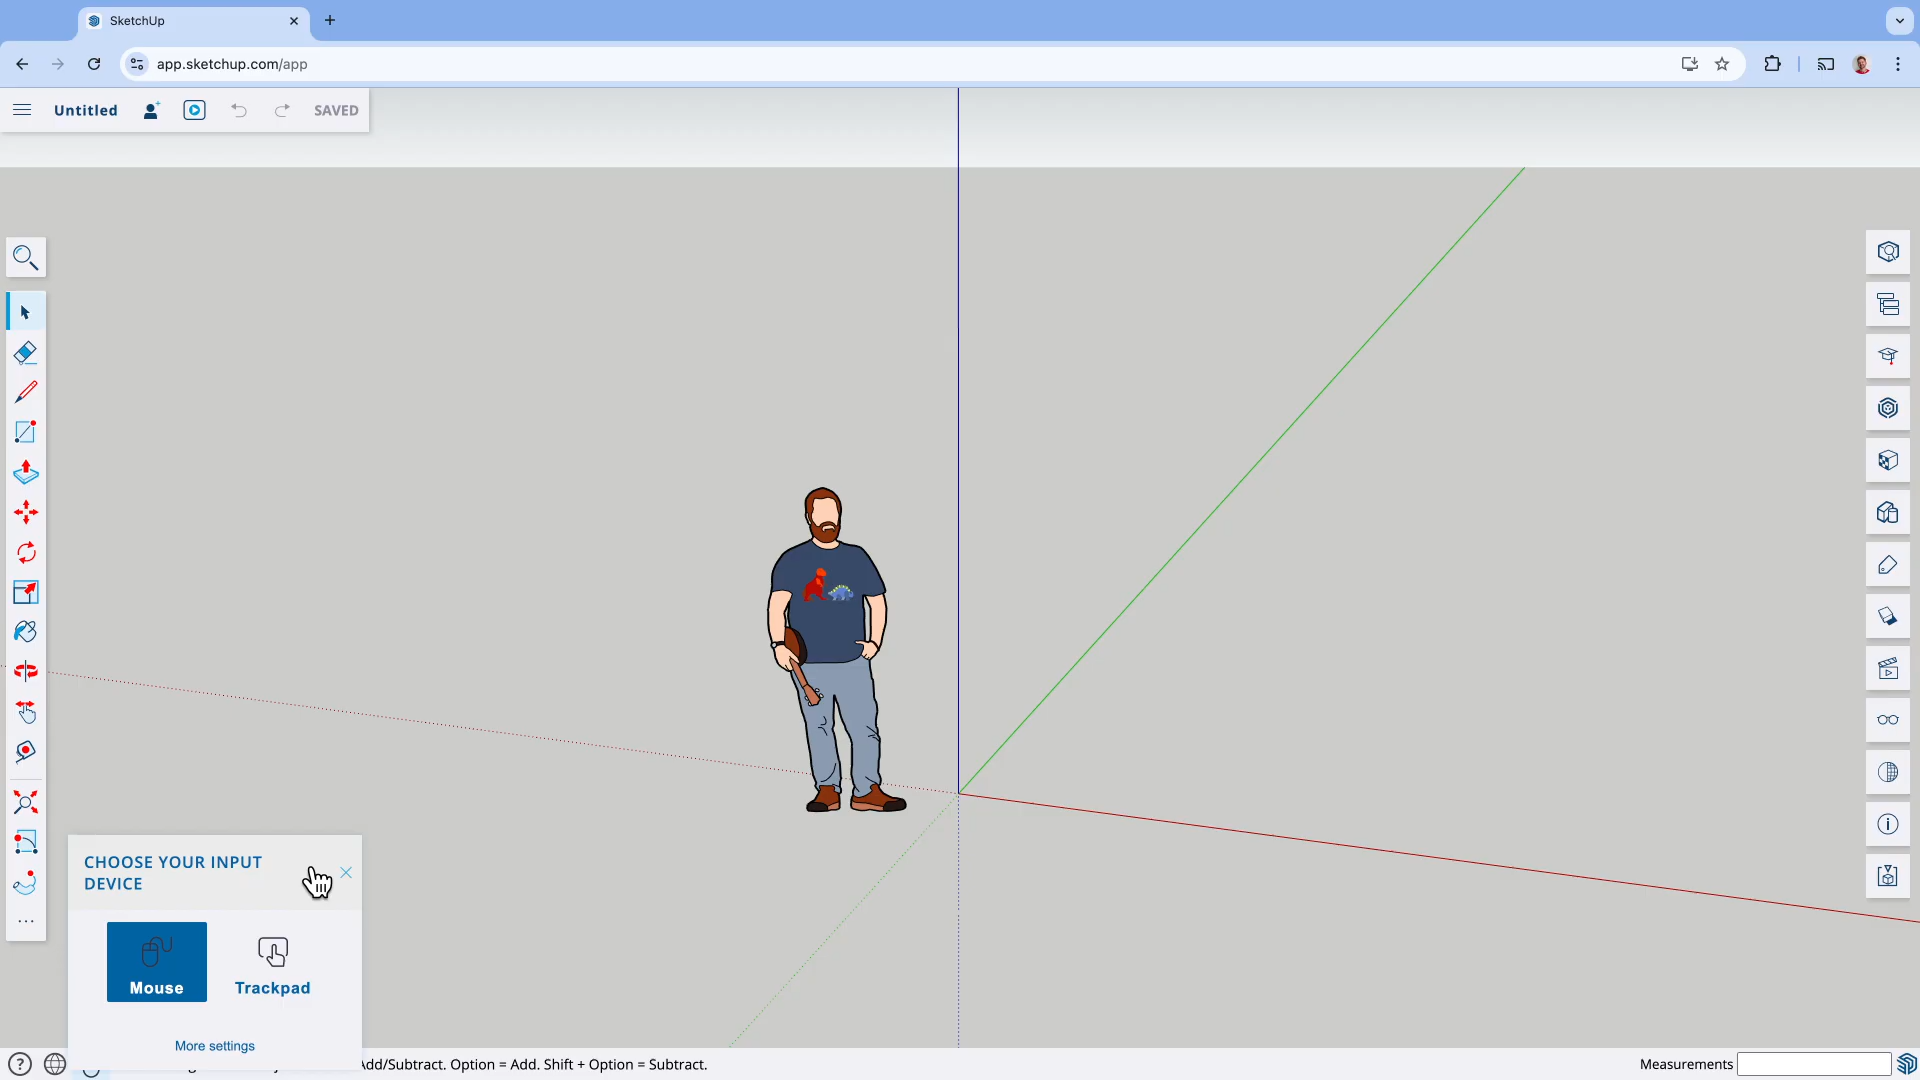 SketchUp
app.sketchup.com/app
Untitled
SAVED
CHOOSE YOUR INPUT
DEVICE
Mouse
Trackpad
More settings
Add/Subtract. Option = Add. Shift + Option = Subtract.
Measurements